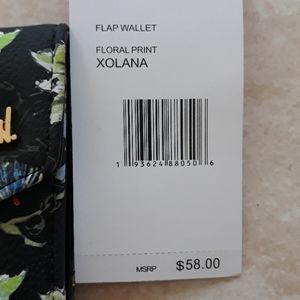 FLAP WALLET
FLORAL PRINT
XOLANA
1 93624 88050 6
MSRP $58.00